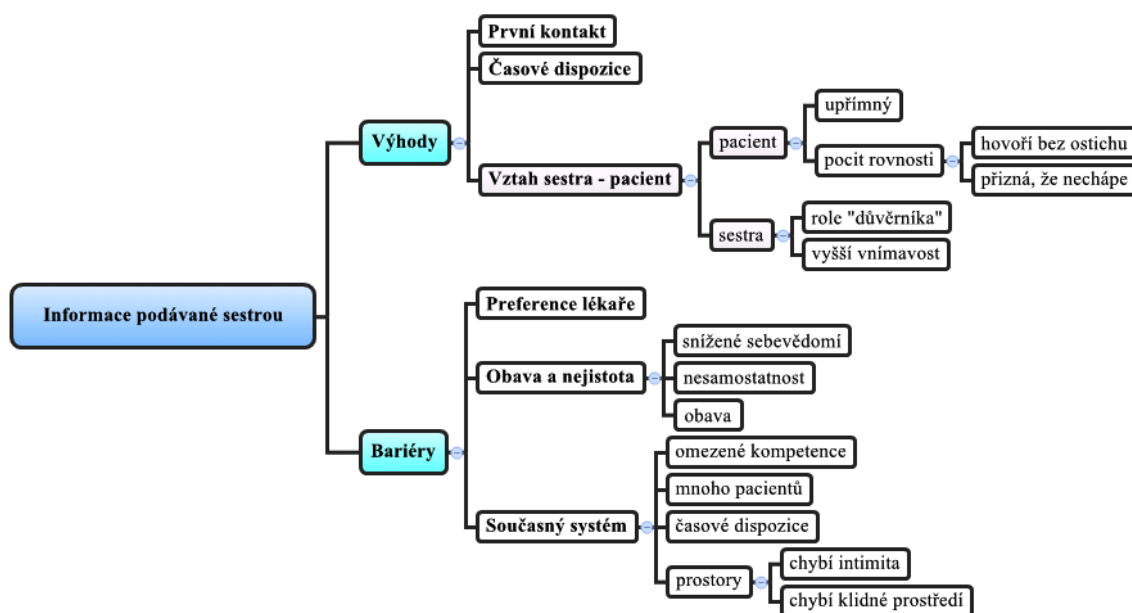 Informace podávané sestrou
Výhody
První kontakt
Časové dispozice
Vztah sestra - pacient
pacient
upřímný
pocit rovnosti
hovoří bez ostichu
přizná, že nechápe
sestra
role "důvěrníka"
vyšší vnímavost
Bariéry
Preference lékaře
Obava a nejistota
snížené sebevědomí
nesamostatnost
obava
Současný systém
omezené kompetence
mnoho pacientů
časové dispozice
prostory
chybí intimita
chybí klidné prostředí